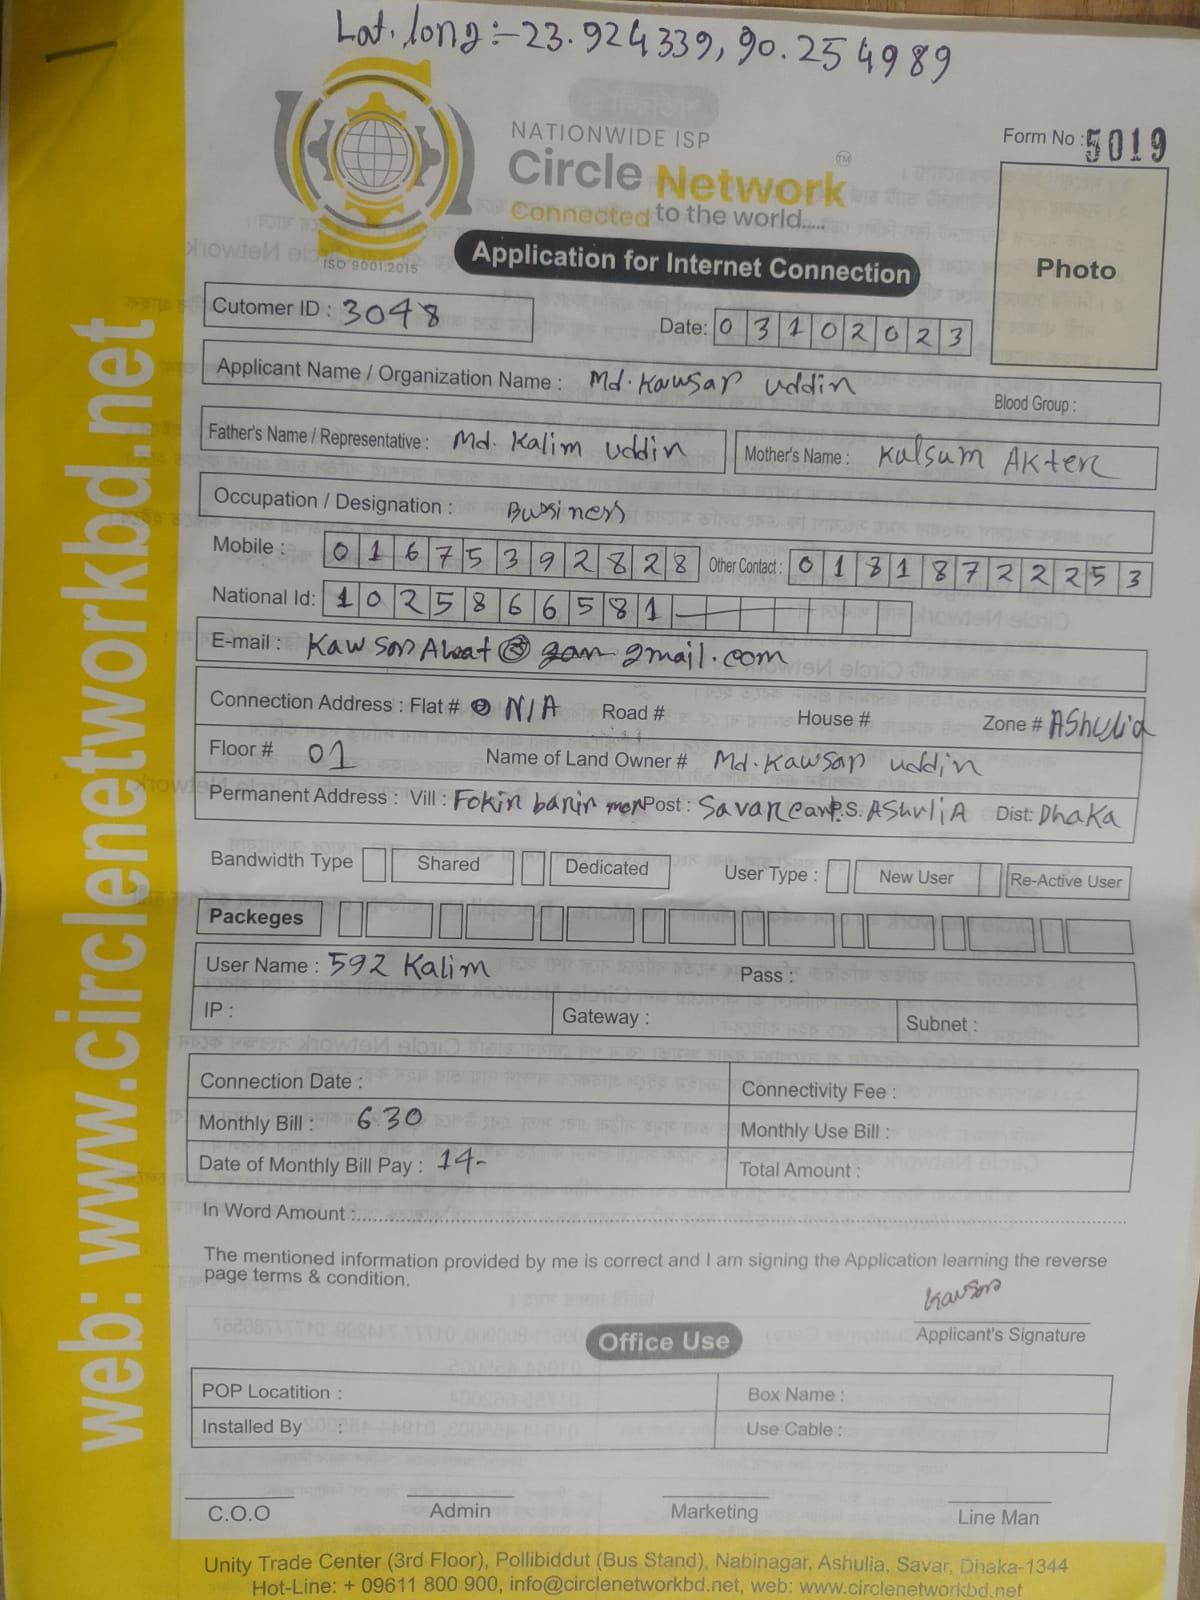 Lat. long:-23.924339, 90.254989
NATIONWIDE ISP
Circle Network TM
Connected to the world.....
ISO 9001:2015
Form No : 5019
Photo
Application for Internet Connection
Cutomer ID : 3048
Date: 03102023
Applicant Name / Organization Name : Md. Kawsar uddin
Blood Group :
Father's Name / Representative : Md. Kalim uddin Mother's Name : Kulsum AKter
Occupation / Designation : Business
Mobile : 01675392828 Other Contact : 01818722253
National Id: 1025866581
E-mail : @ gmail.com
Connection Address : Flat # N/A Road # House # Zone # AShulia
Floor # 01 Name of Land Owner # Md. Kawsar uddin
Permanent Address : Vill : Fokir barir Post : Savar P.S. AShuliA Dist: DhaKa
Bandwidth Type Shared Dedicated User Type : New User Re-Active User
Packeges
User Name : 592 Kalim Pass :
IP : Gateway : Subnet :
Connection Date : Connectivity Fee :
Monthly Bill : 630 Monthly Use Bill :
Date of Monthly Bill Pay : 14- Total Amount :
In Word Amount :
The mentioned information provided by me is correct and I am signing the Application learning the reverse
page terms & condition.
Kawsar
Applicant's Signature
Office Use
POP Locatition : Box Name :
Installed By : Use Cable :
C.O.O Admin Marketing Line Man
Unity Trade Center (3rd Floor), Pollibiddut (Bus Stand), Nabinagar, Ashulia, Savar, Dhaka-1344
Hot-Line: + 09611 800 900, info@circlenetworkbd.net, web: www.circlenetworkbd.net
web: www.circlenetworkbd.net